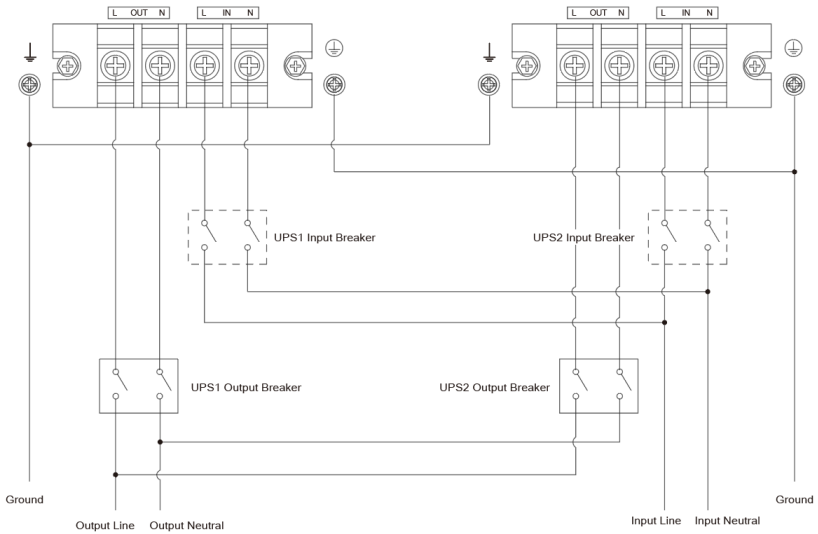 L OUT N L IN N
L OUT N L IN N
UPS1 Input Breaker
UPS2 Input Breaker
UPS1 Output Breaker
UPS2 Output Breaker
Ground
Ground
Output Line
Output Neutral
Input Line
Input Neutral